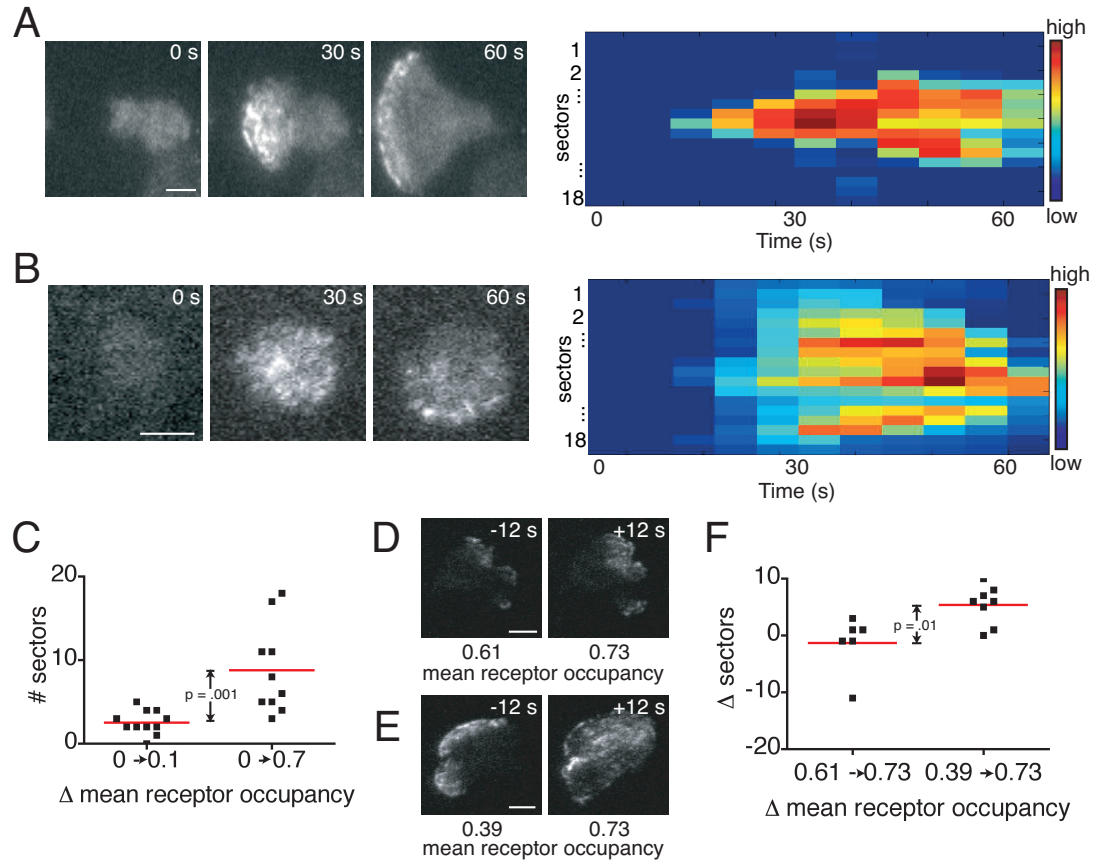 A
0 s
30 s
60 s
sectors
1
2
...
...
18
0
30
60
Time (s)
high
low
B
0 s
30 s
60 s
sectors
1
2
...
...
18
0
30
60
Time (s)
high
low
C
# sectors
20
10
0
p = .001
0 → 0.1
0 → 0.7
Δ mean receptor occupancy
D
-12 s
+12 s
0.61
0.73
mean receptor occupancy
E
-12 s
+12 s
0.39
0.73
mean receptor occupancy
F
Δ sectors
10
0
-10
-20
p = .01
0.61 → 0.73
0.39 → 0.73
Δ mean receptor occupancy